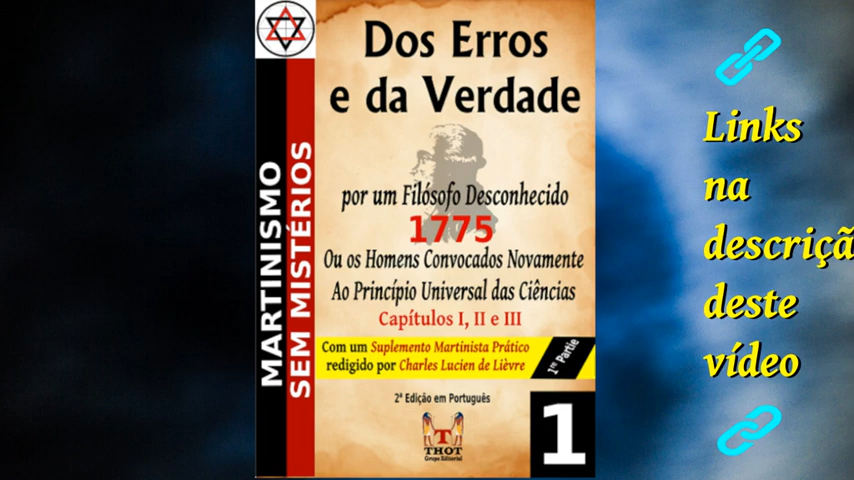 MARTINISMO
SEM MISTÉRIOS
Dos Erros
e da Verdade
por um Filósofo Desconhecido
1775
Ou os Homens Convocados Novamente
Ao Princípio Universal das Ciências
Capítulos I, II e III
Com um Suplemento Martinista Prático
redigido por Charles Lucien de Lièvre
1re Partie
2ª Edição em Português
T
THOT
Grupo Editorial
1
Links
na
descriçã
deste
vídeo